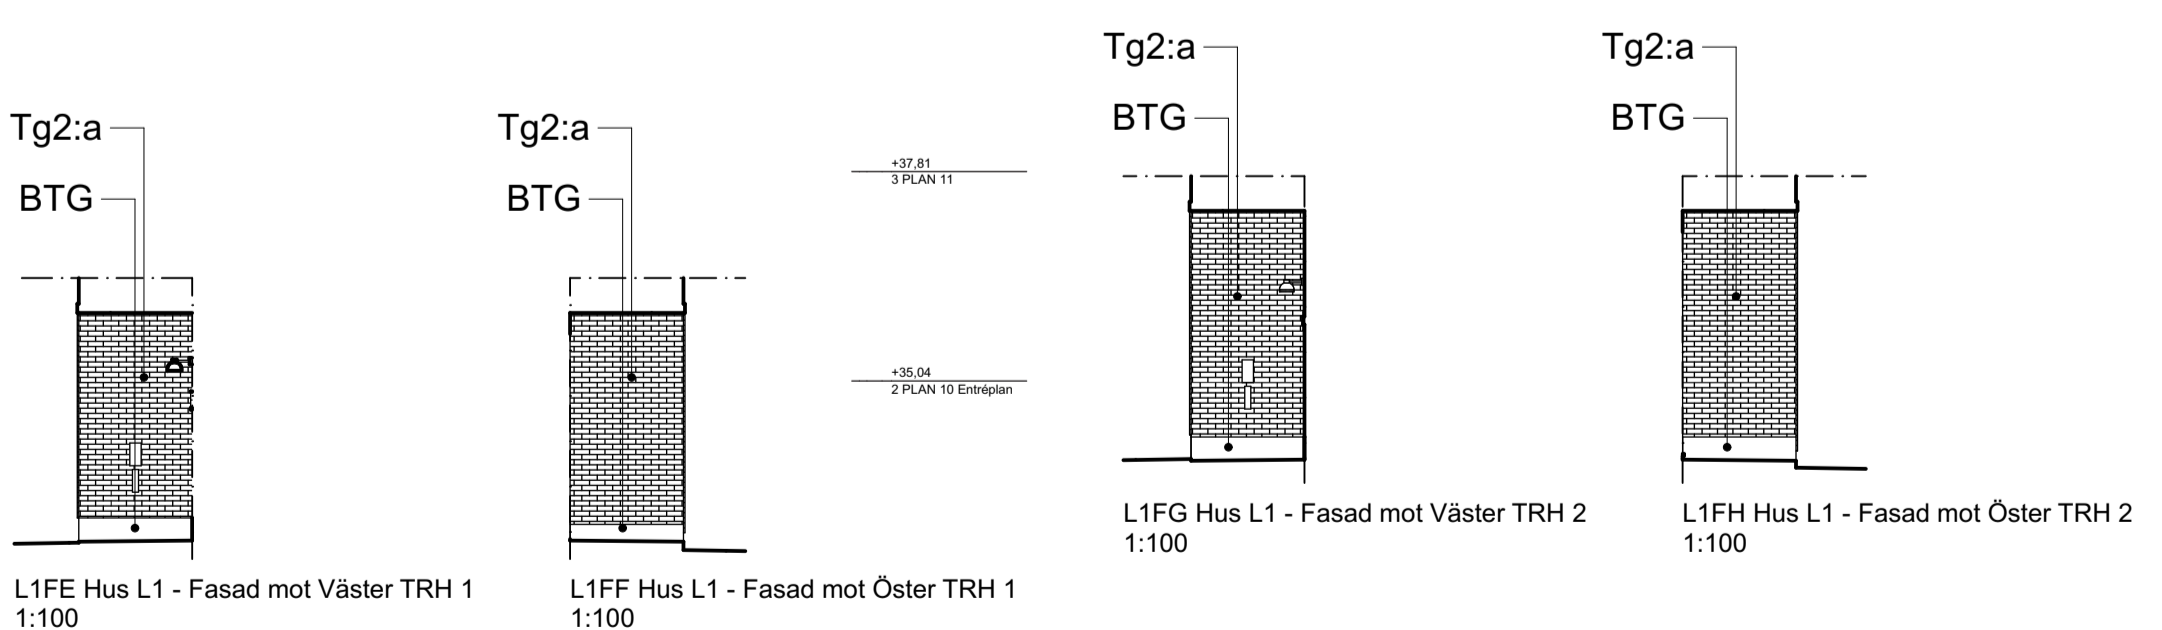 Tg2:a
BTG
L1FE Hus L1 - Fasad mot Väster TRH 1
1:100
Tg2:a
BTG
L1FF Hus L1 - Fasad mot Öster TRH 1
1:100
+37,81
3 PLAN 11
+35,04
2 PLAN 10 Entréplan
Tg2:a
BTG
L1FG Hus L1 - Fasad mot Väster TRH 2
1:100
Tg2:a
BTG
L1FH Hus L1 - Fasad mot Öster TRH 2
1:100